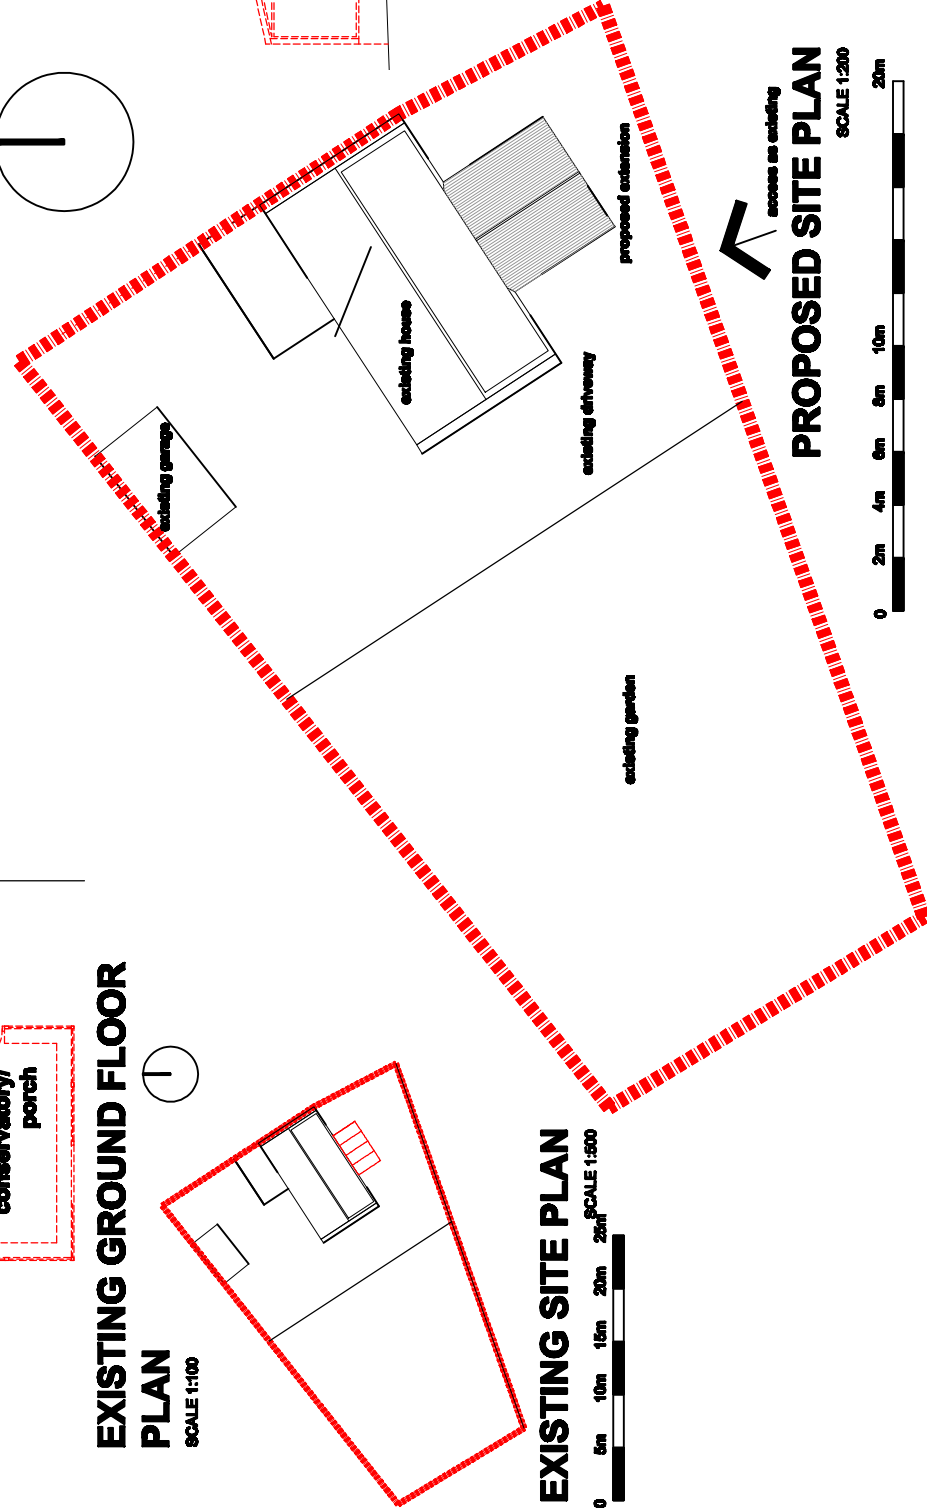 conservatory/
porch
EXISTING GROUND FLOOR
PLAN
SCALE 1:100
EXISTING SITE PLAN
SCALE 1:500
0 5m 10m 15m 20m 25m
existing garage
existing house
existing driveway
proposed extension
existing garden
access as existing
PROPOSED SITE PLAN
SCALE 1:200
0 2m 4m 6m 8m 10m 20m